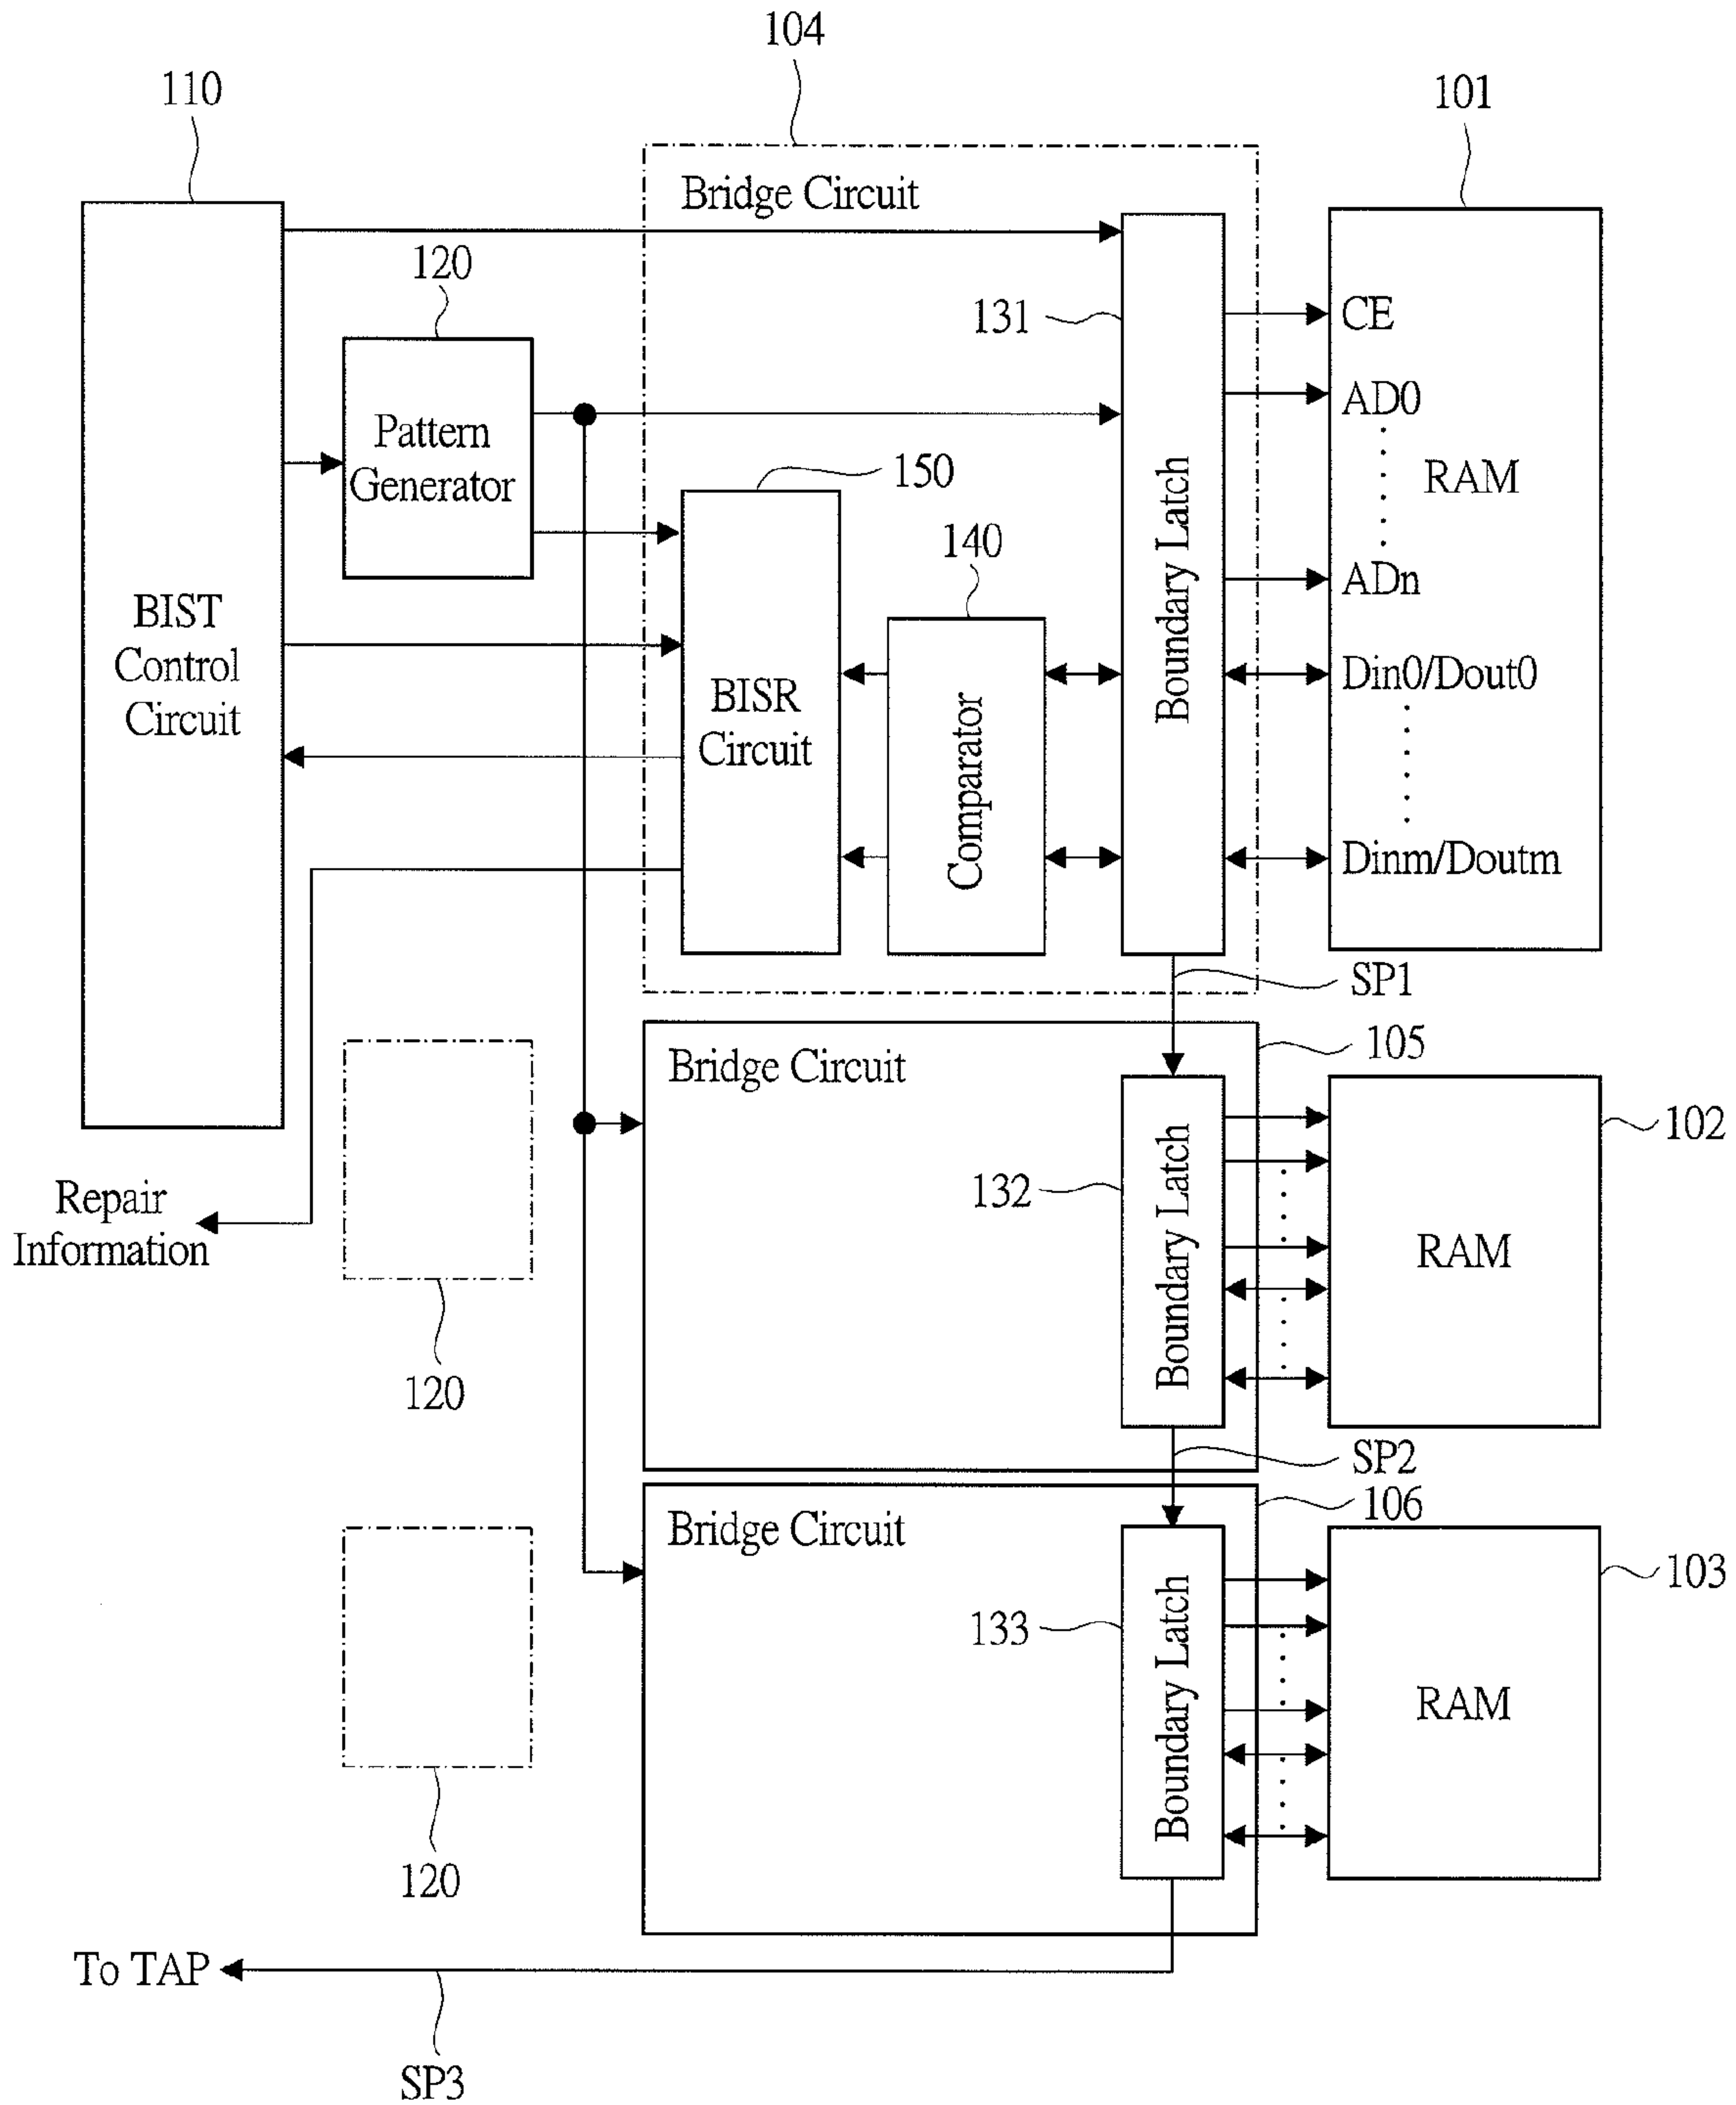 104
110
101
Bridge Circuit
120
131
CE
AD0
Pattern
Generator
150
RAM
140
ADn
BIST
Control
Circuit
Boundary Latch
Din0/Dout0
BISR
Circuit
Comparator
Dinm/Doutm
SP1
105
Bridge Circuit
102
132
Boundary Latch
Repair
Information
RAM
120
SP2
106
Bridge Circuit
103
133
Boundary Latch
RAM
120
To TAP
SP3